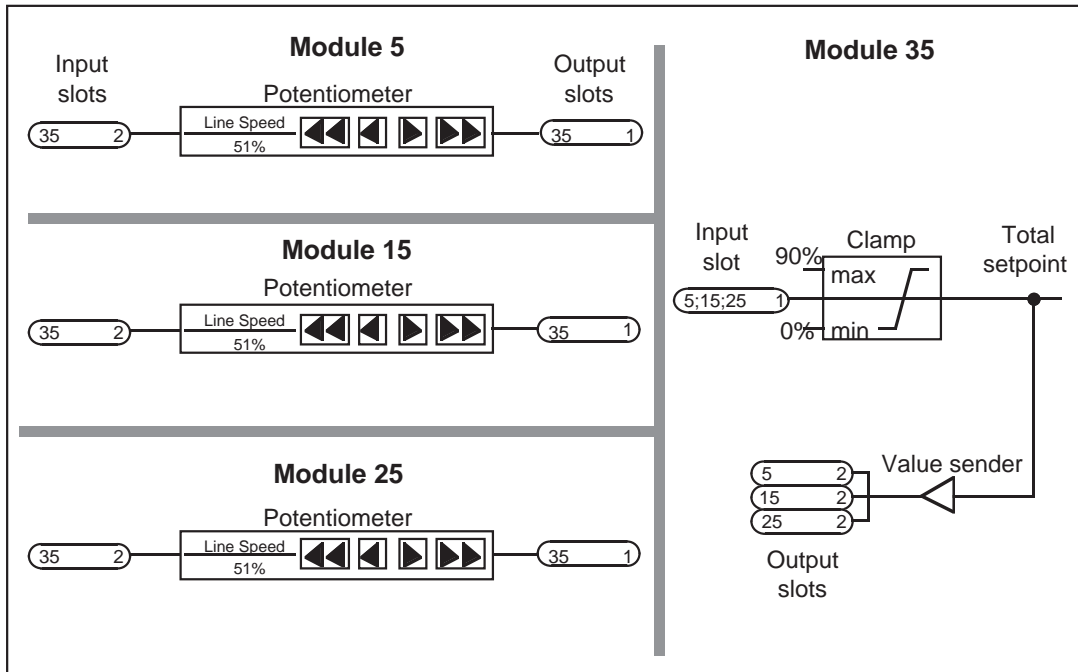 Module 5
Input
slots
Output
slots
Potentiometer
35 2
Line Speed
51%
35 1
Module 15
Potentiometer
35 2
Line Speed
51%
35 1
Module 25
Potentiometer
35 2
Line Speed
51%
35 1
Module 35
Input
slot
Clamp
Total
setpoint
90%
max
5;15;25 1
0%
min
Value sender
5 2
15 2
25 2
Output
slots